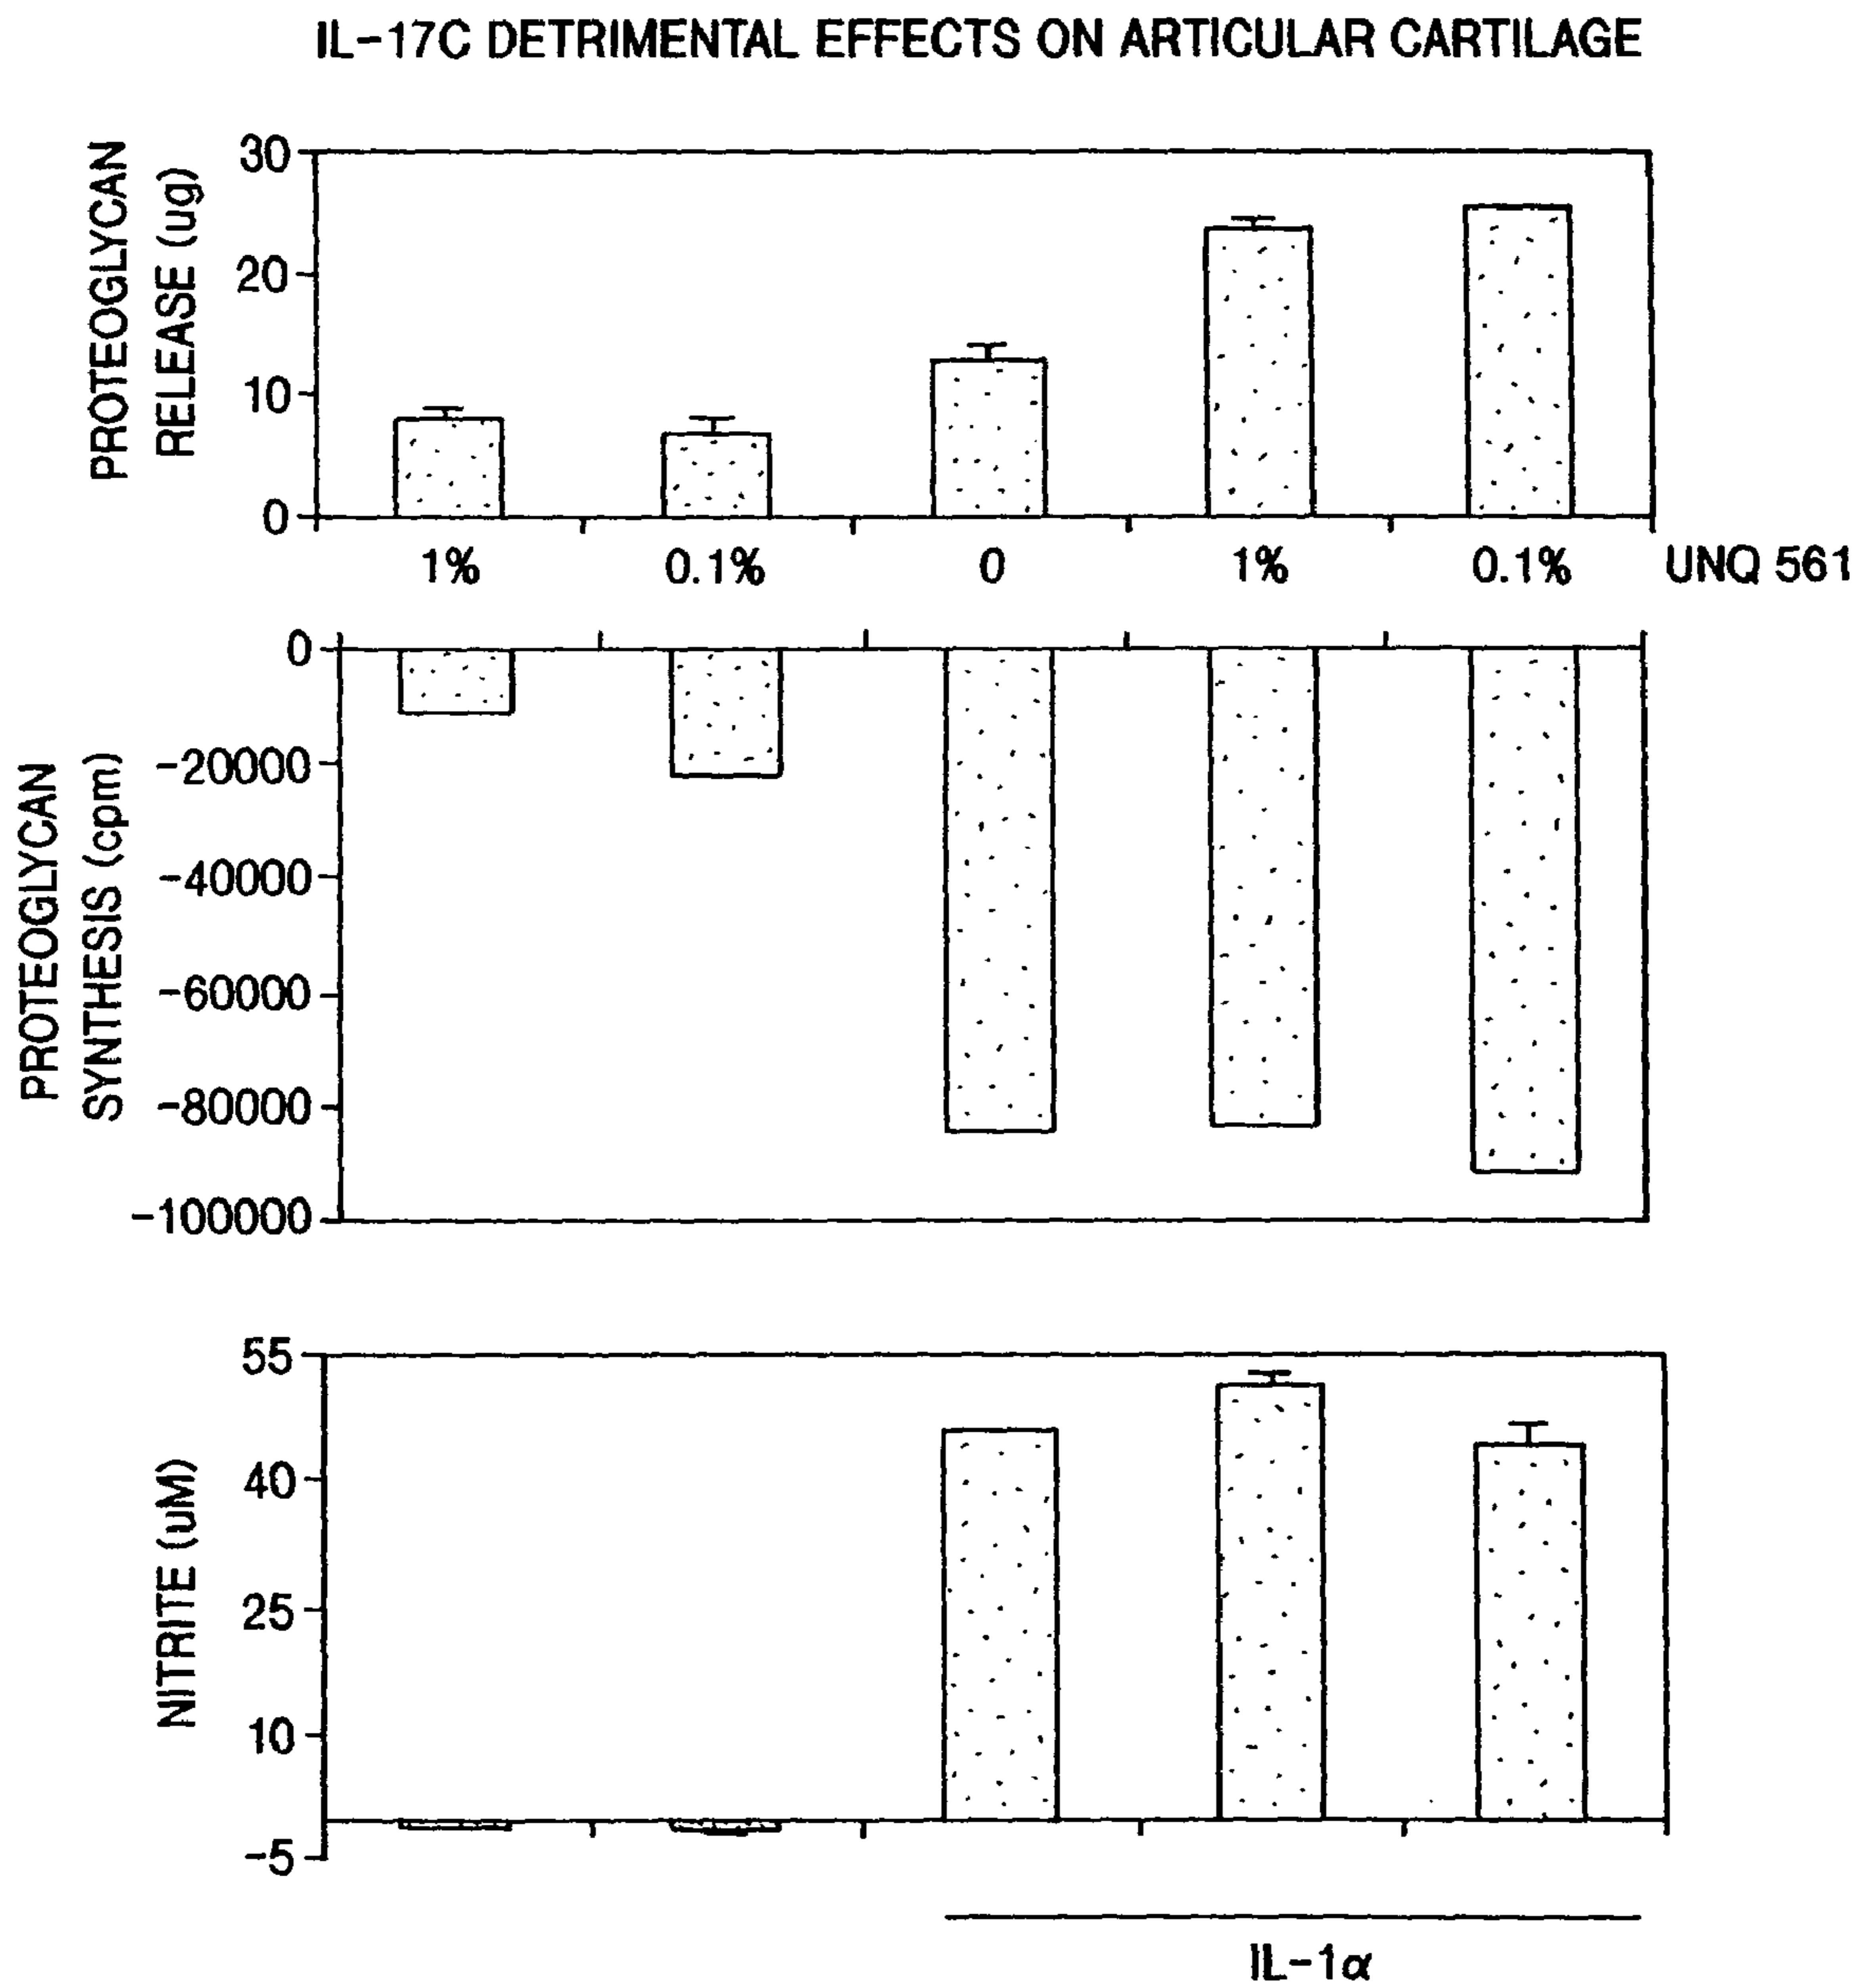 IL-17C DETRIMENTAL EFFECTS ON ARTICULAR CARTILAGE
PROTEOGLYCAN
RELEASE (ug)
30
20
10
0
1% 0.1% 0 1% 0.1% UNQ 561
PROTEOGLYCAN
SYNTHESIS (cpm)
0
-20000
-40000
-60000
-80000
-100000
NITRITE (uM)
55
40
25
10
-5
IL-1α